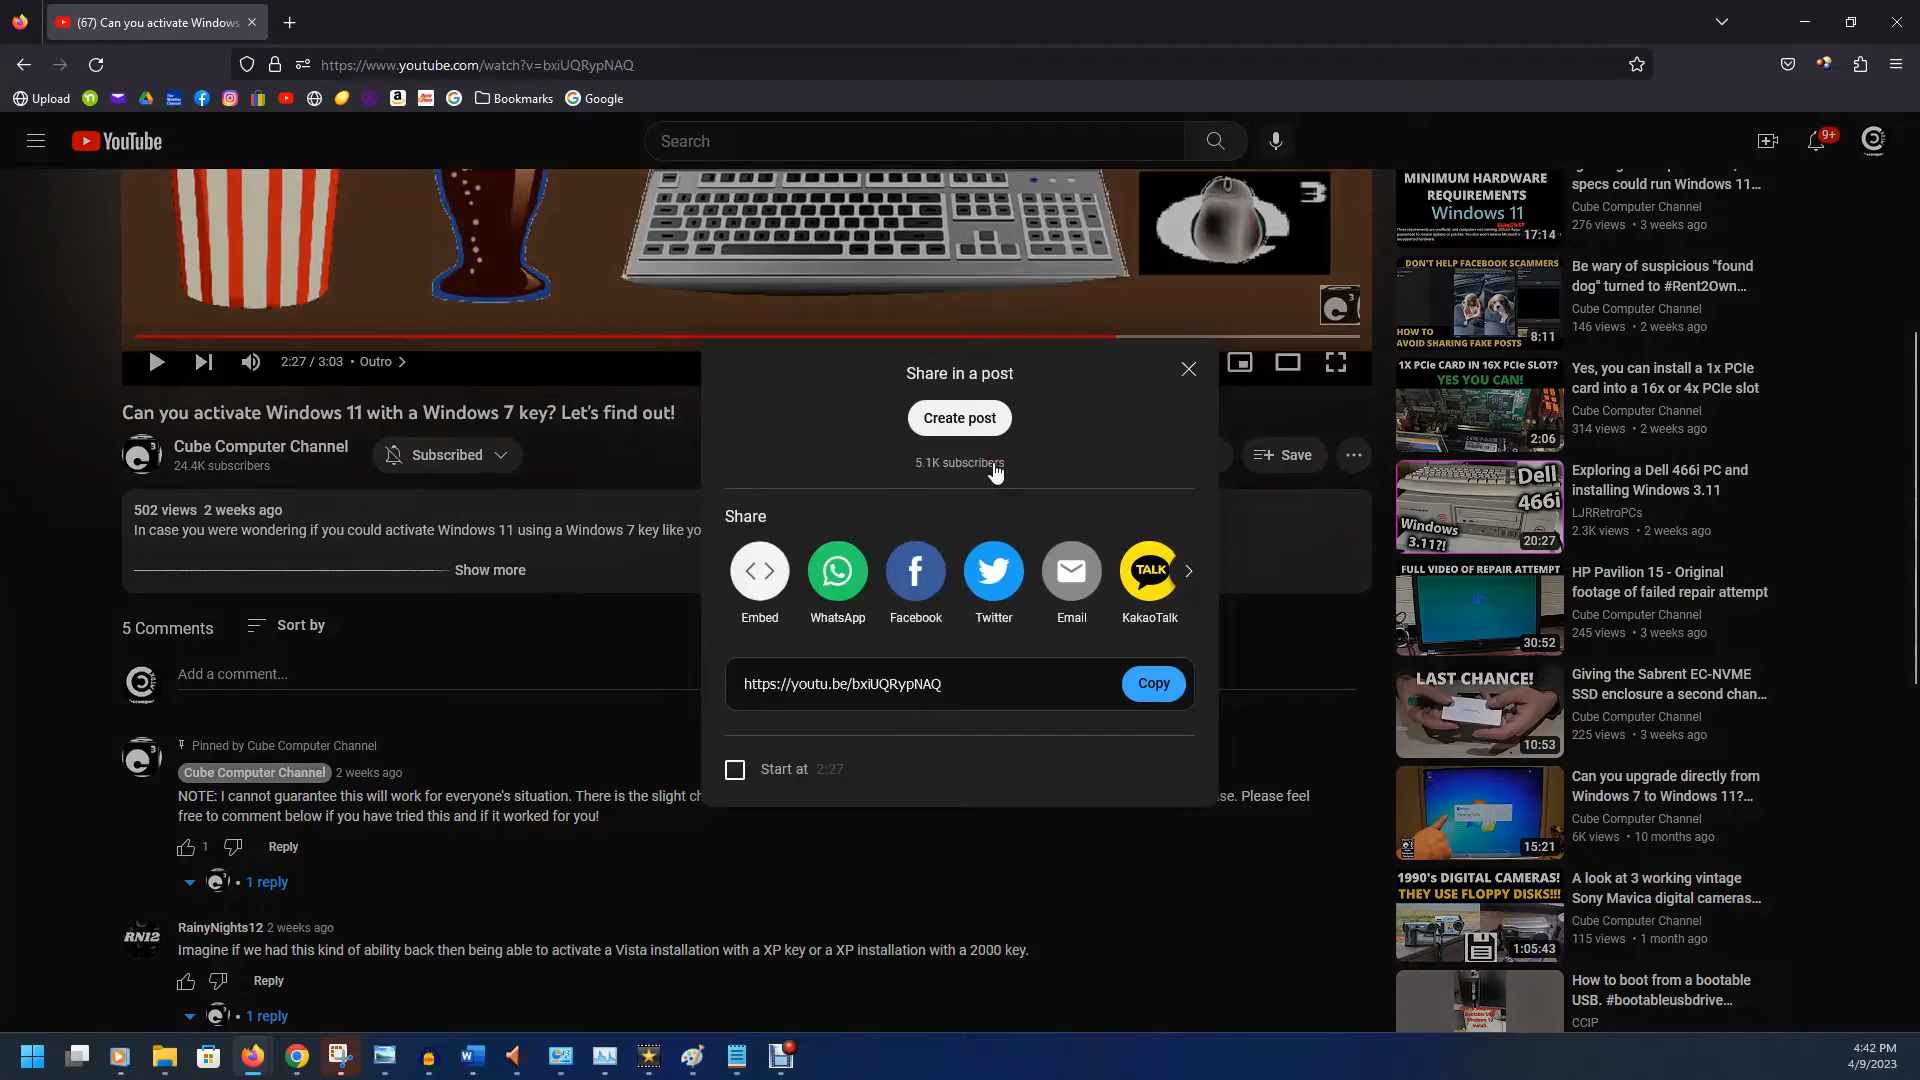 (67) Can you activate Windows
https://www.youtube.com/watch?v=bxiUQRypNAQ
Upload
Bookmarks
Google
YouTube
Search
9+
3
2:27 / 3:03 • Outro
Can you activate Windows 11 with a Windows 7 key? Let's find out!
Cube Computer Channel
24.4K subscribers
Subscribed
Save
502 views 2 weeks ago
In case you were wondering if you could activate Windows 11 using a Windows 7 key like yo
Show more
5 Comments
Sort by
Add a comment...
Pinned by Cube Computer Channel
Cube Computer Channel 2 weeks ago
NOTE: I cannot guarantee this will work for everyone's situation. There is the slight ch
se. Please feel
free to comment below if you have tried this and if it worked for you!
1
Reply
• 1 reply
RN12
RainyNights12 2 weeks ago
Imagine if we had this kind of ability back then being able to activate a Vista installation with a XP key or a XP installation with a 2000 key.
Reply
• 1 reply
Share in a post
Create post
5.1K subscribers
Share
TALK
Embed
WhatsApp
Facebook
Twitter
Email
KakaoTalk
https://youtu.be/bxiUQRypNAQ
Copy
Start at 2:27
MINIMUM HARDWARE
REQUIREMENTS
Windows 11
17:14
specs could run Windows 11...
Cube Computer Channel
276 views • 3 weeks ago
DON'T HELP FACEBOOK SCAMMERS
HOW TO
AVOID SHARING FAKE POSTS
8:11
Be wary of suspicious "found
dog" turned to #Rent2Own...
Cube Computer Channel
146 views • 2 weeks ago
1X PCIe CARD IN 16X PCIe SLOT?
YES YOU CAN!
2:06
Yes, you can install a 1x PCIe
card into a 16x or 4x PCIe slot
Cube Computer Channel
314 views • 2 weeks ago
Dell
466i
Windows
3.11?!
20:27
Exploring a Dell 466i PC and
installing Windows 3.11
LJRRetroPCs
2.3K views • 2 weeks ago
FULL VIDEO OF REPAIR ATTEMPT
30:52
HP Pavilion 15 - Original
footage of failed repair attempt
Cube Computer Channel
245 views • 3 weeks ago
LAST CHANCE!
10:53
Giving the Sabrent EC-NVME
SSD enclosure a second chan...
Cube Computer Channel
225 views • 3 weeks ago
15:21
Can you upgrade directly from
Windows 7 to Windows 11?...
Cube Computer Channel
6K views • 10 months ago
1990's DIGITAL CAMERAS!
THEY USE FLOPPY DISKS!!!
1:05:43
A look at 3 working vintage
Sony Mavica digital cameras...
Cube Computer Channel
115 views • 1 month ago
How to boot from a bootable
USB. #bootableusbdrive...
CCIP
4:42 PM
4/9/2023